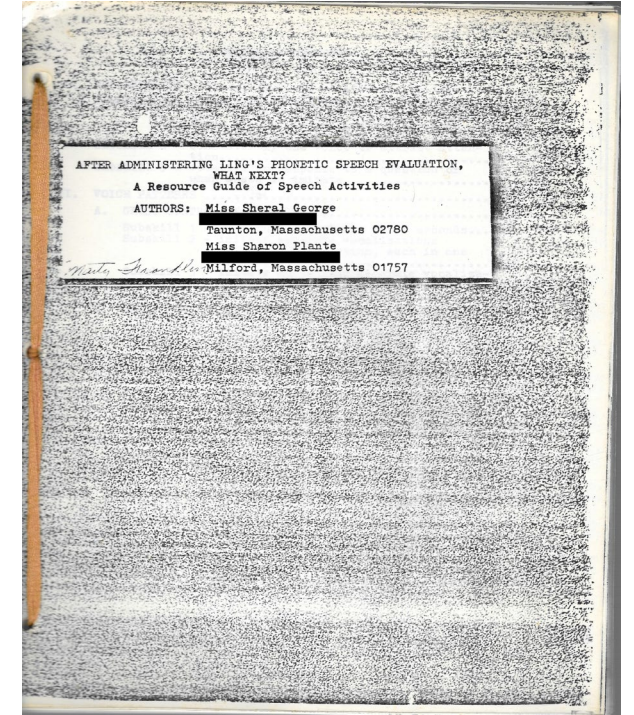 AFTER ADMINISTERING LING'S PHONETIC SPEECH EVALUATION,
WHAT NEXT?
A Resource Guide of Speech Activities
AUTHORS: Miss Sheral George
Taunton, Massachusetts 02780
Miss Sharon Plante
Milford, Massachusetts 01757